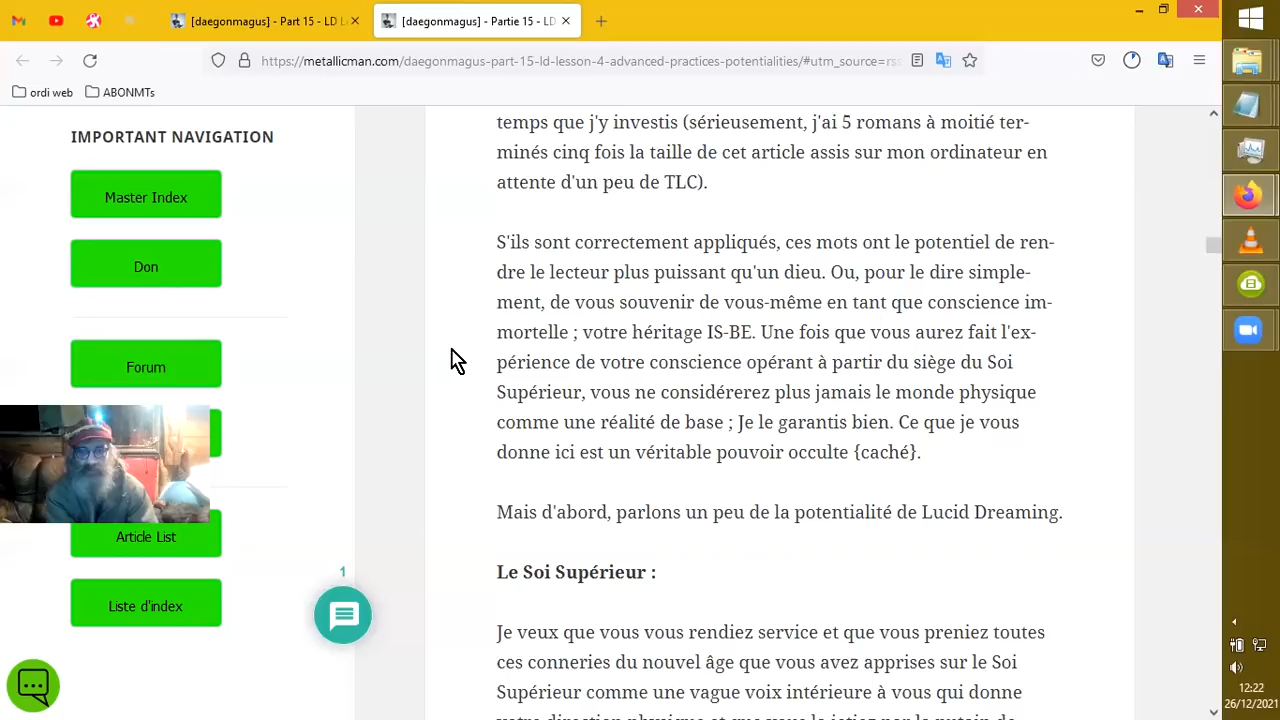 [daegonmagus] - Part 15 - LD L
[daegonmagus] - Partie 15 - LD
https://metallicman.com/daegonmagus-part-15-ld-lesson-4-advanced-practices-potentialities/#utm_source=rss
ordi web
ABONMTs
IMPORTANT NAVIGATION
Master Index
Don
Forum
Article List
Liste d'index
1
temps que j'y investis (sérieusement, j'ai 5 romans à moitié ter-
minés cinq fois la taille de cet article assis sur mon ordinateur en
attente d'un peu de TLC).
S'ils sont correctement appliqués, ces mots ont le potentiel de ren-
dre le lecteur plus puissant qu'un dieu. Ou, pour le dire simple-
ment, de vous souvenir de vous-même en tant que conscience im-
mortelle ; votre héritage IS-BE. Une fois que vous aurez fait l'ex-
périence de votre conscience opérant à partir du siège du Soi
Supérieur, vous ne considérerez plus jamais le monde physique
comme une réalité de base ; Je le garantis bien. Ce que je vous
donne ici est un véritable pouvoir occulte {caché}.
Mais d'abord, parlons un peu de la potentialité de Lucid Dreaming.
Le Soi Supérieur :
Je veux que vous vous rendiez service et que vous preniez toutes
ces conneries du nouvel âge que vous avez apprises sur le Soi
Supérieur comme une vague voix intérieure à vous qui donne
12:22
26/12/2021